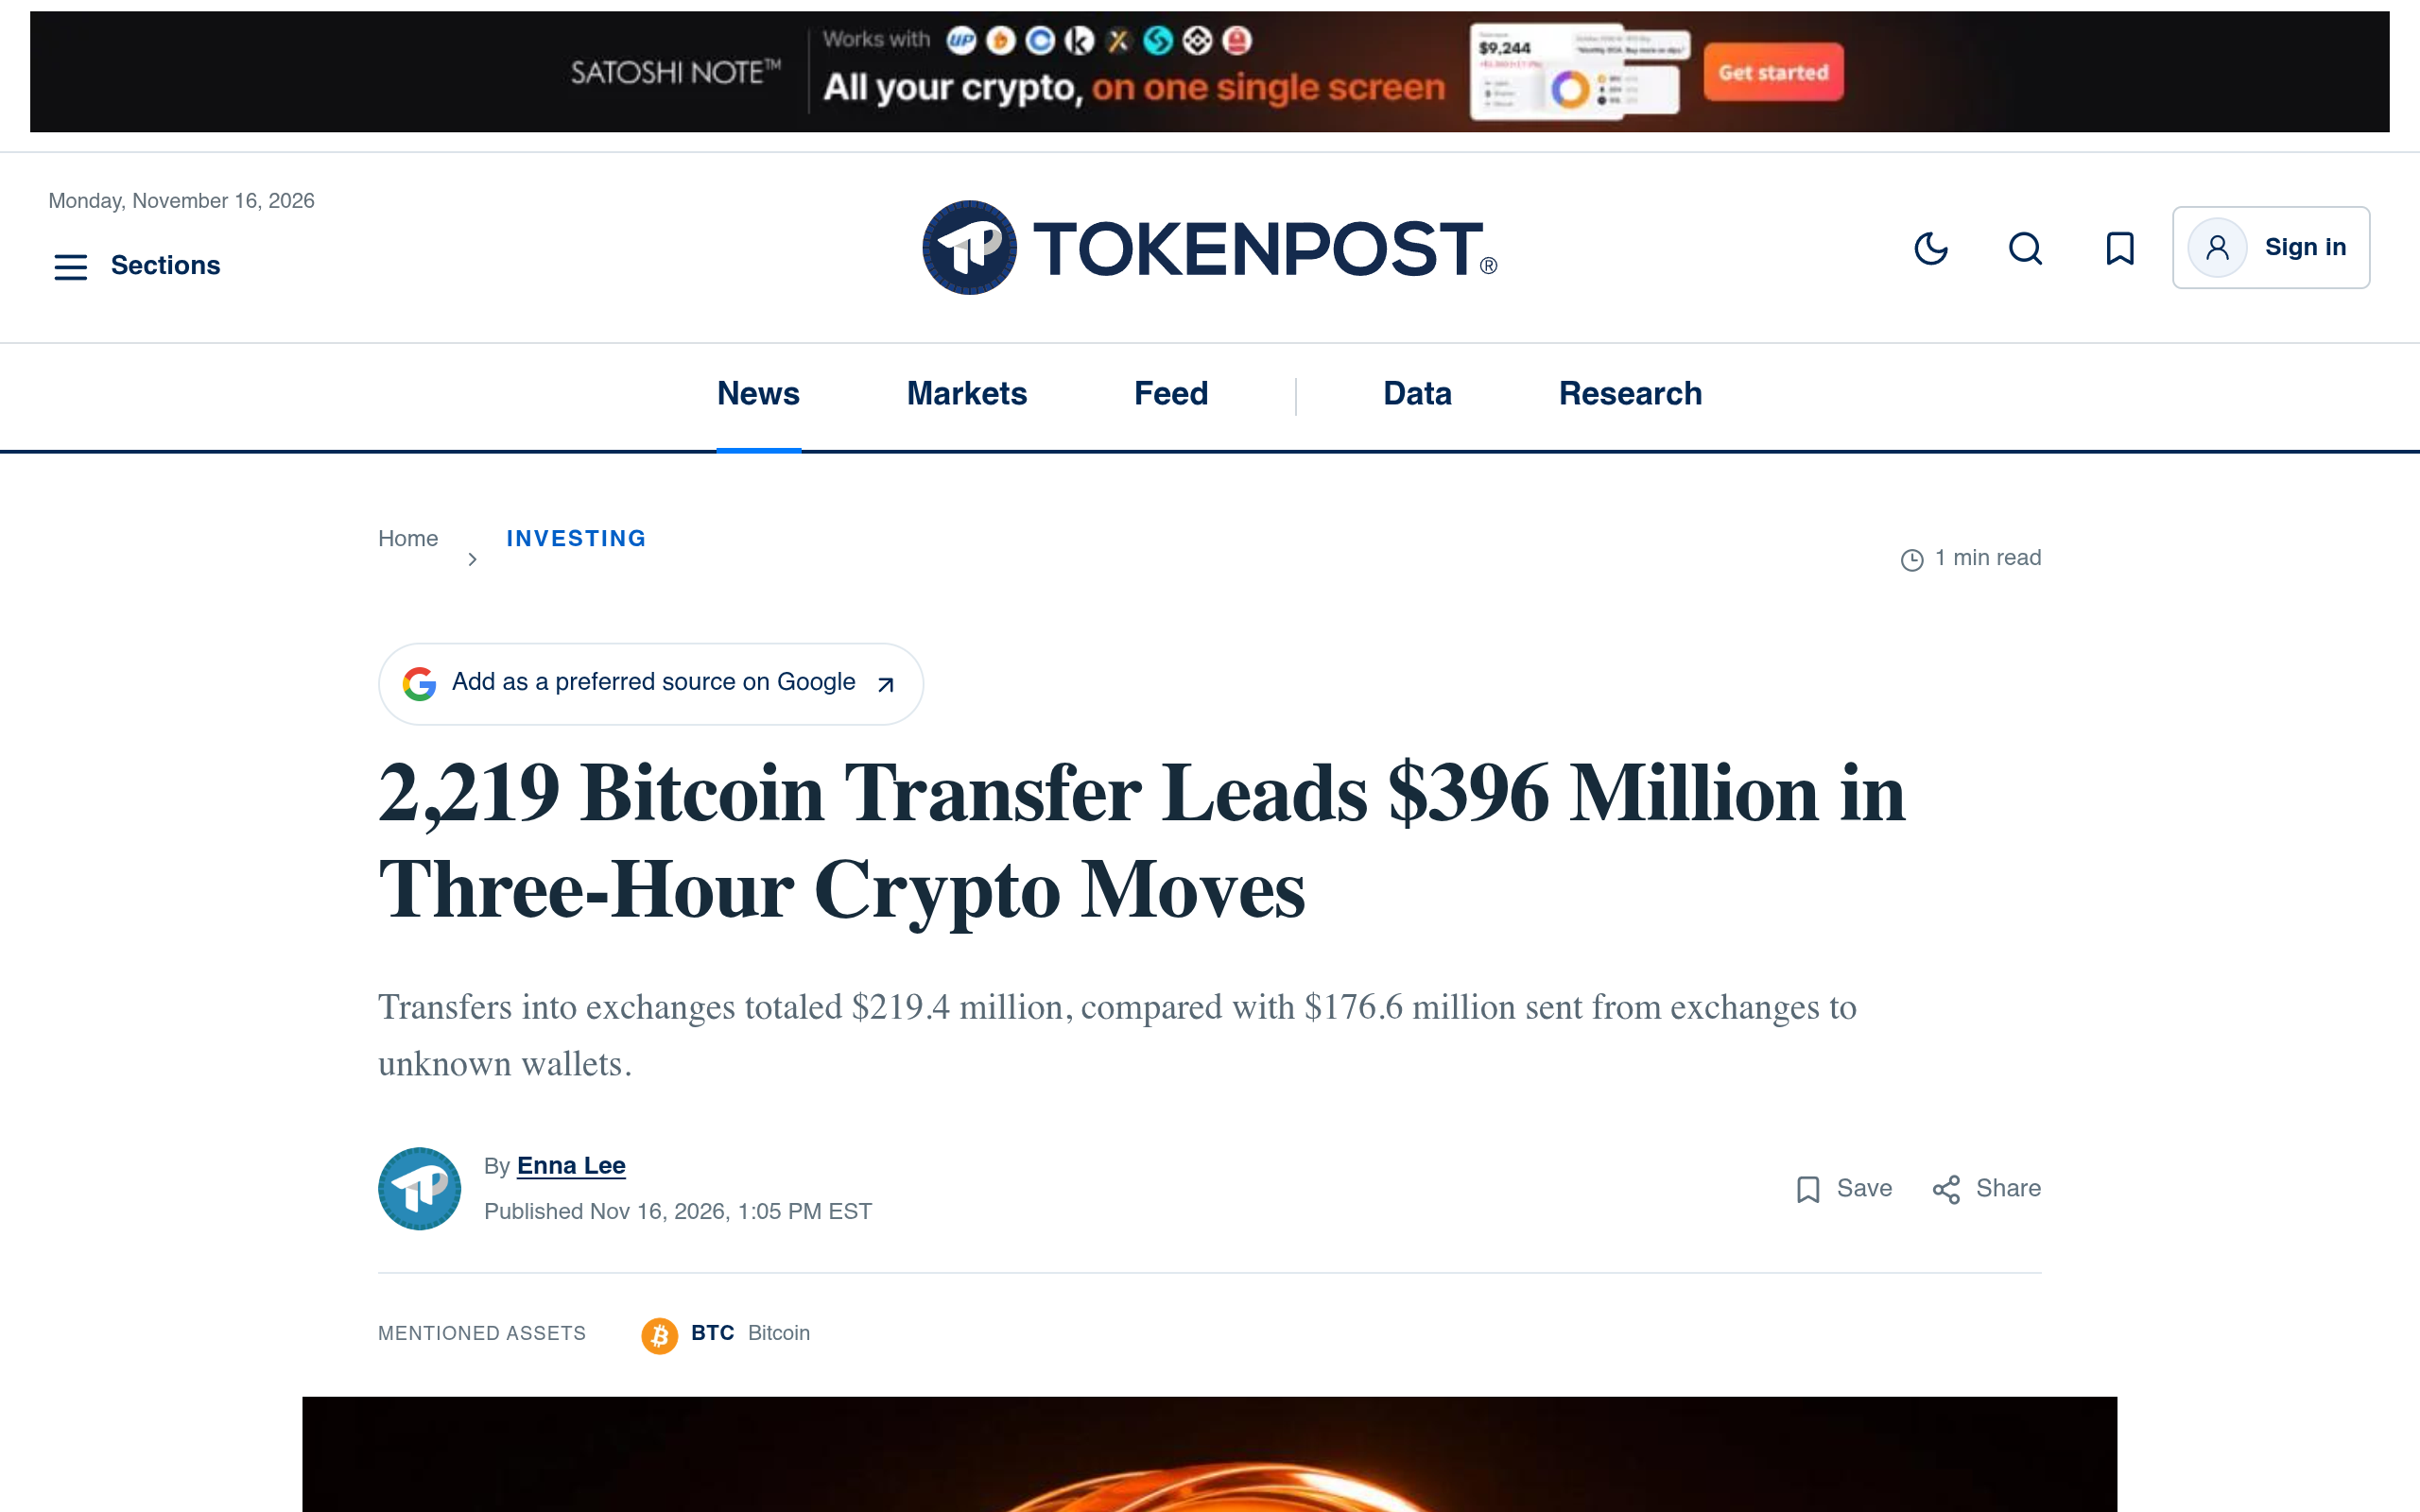 SATOSHI NOTE™
Works with
All your crypto, on one single screen
$9,244
Get started
Monday, November 16, 2026
Sections
TOKENPOST®
Sign in
News
Markets
Feed
Data
Research
Home
INVESTING
1 min read
Add as a preferred source on Google
2,219 Bitcoin Transfer Leads $396 Million in
Three-Hour Crypto Moves
Transfers into exchanges totaled $219.4 million, compared with $176.6 million sent from exchanges to
unknown wallets.
By Enna Lee
Published Nov 16, 2026, 1:05 PM EST
Save
Share
MENTIONED ASSETS
BTC Bitcoin